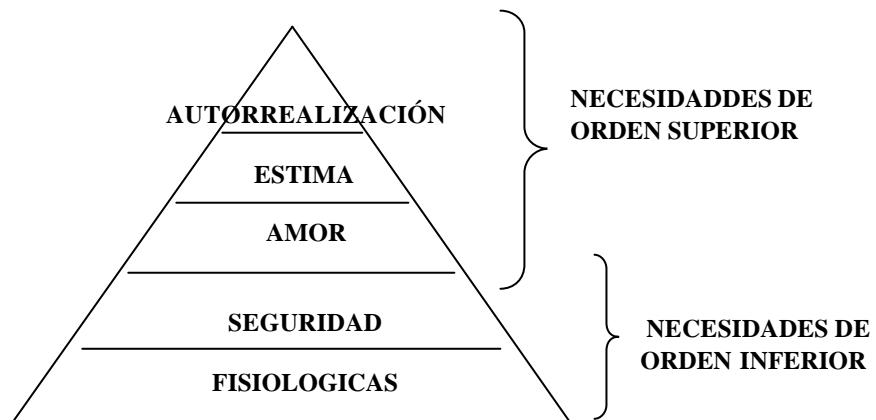 AUTORREALIZACIÓN
ESTIMA
AMOR
SEGURIDAD
FISIOLOGICAS
NECESIDADDES DE
ORDEN SUPERIOR
NECESIDADES DE
ORDEN INFERIOR